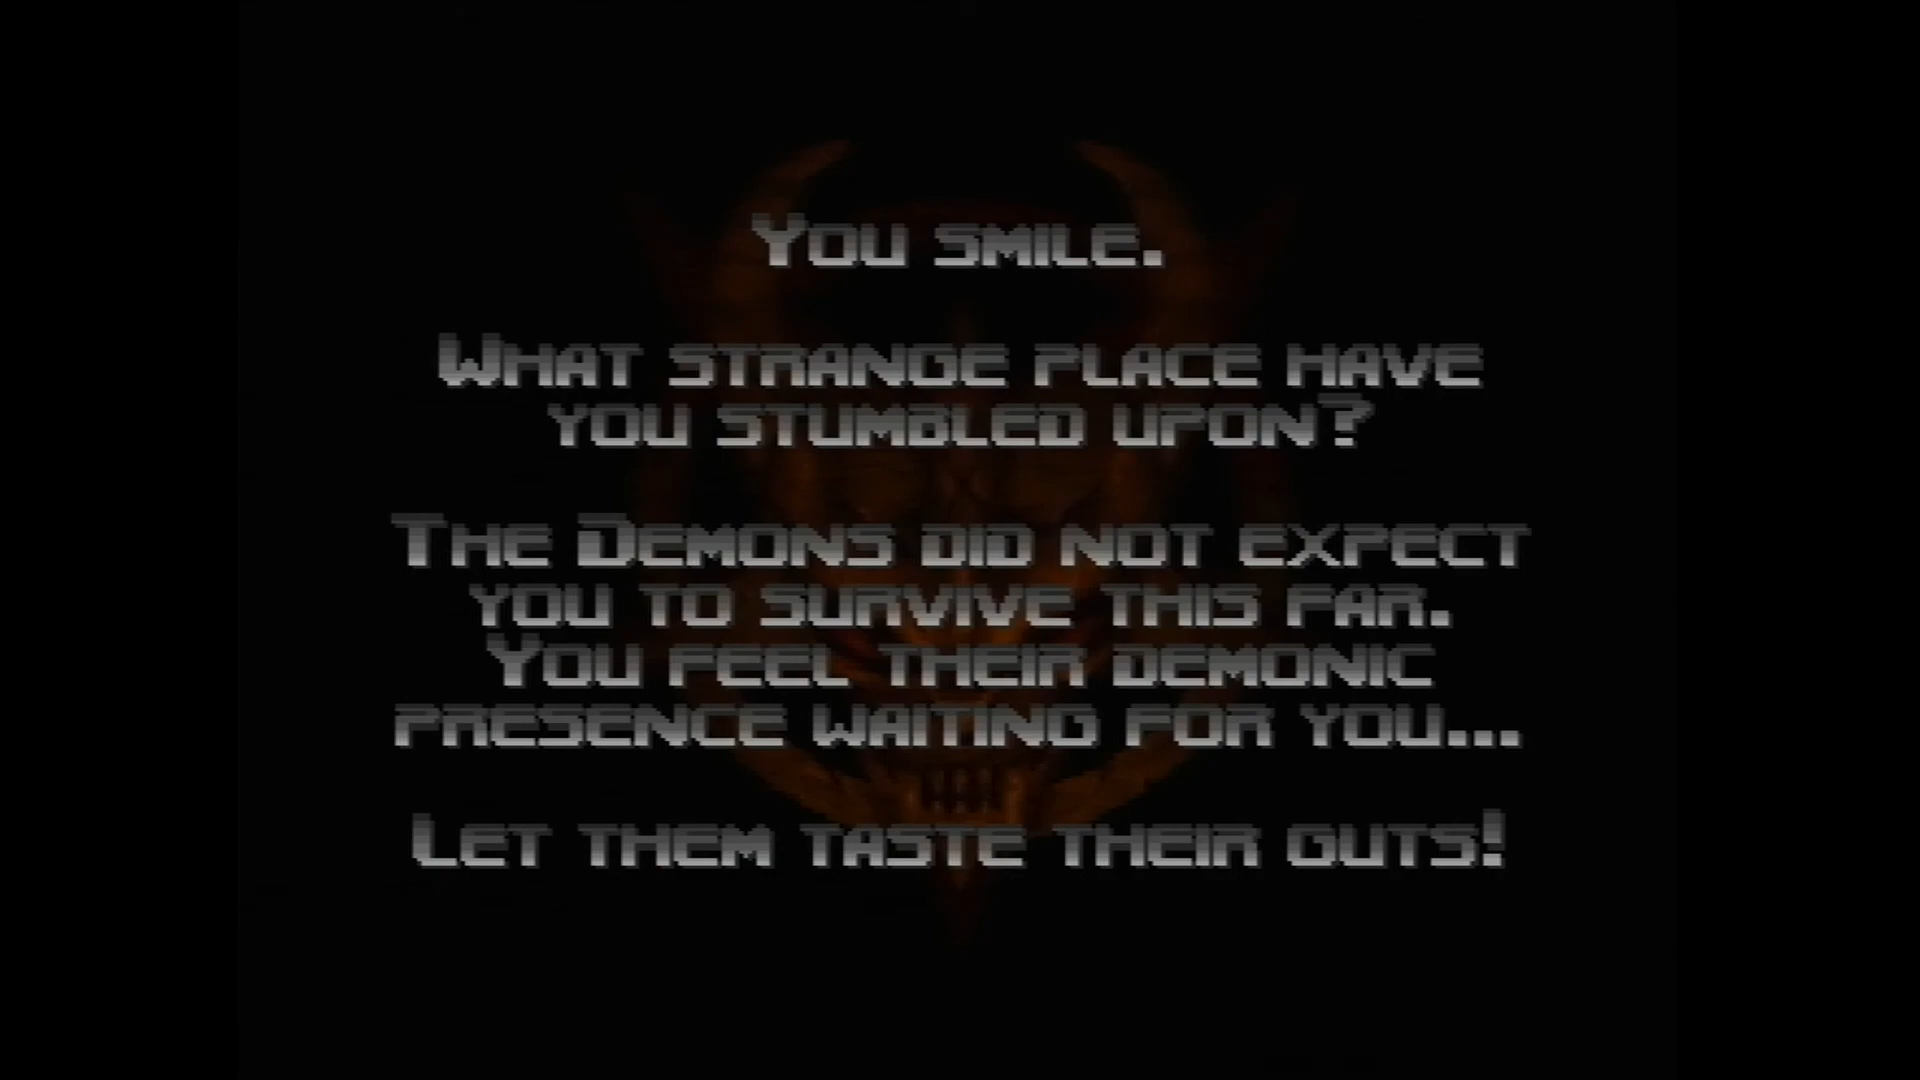 You smile.
What strange place have
you stumbled upon?
The Demons did not expect
you to survive this far.
You feel their demonic
presence waiting for you...
Let them taste their guts!